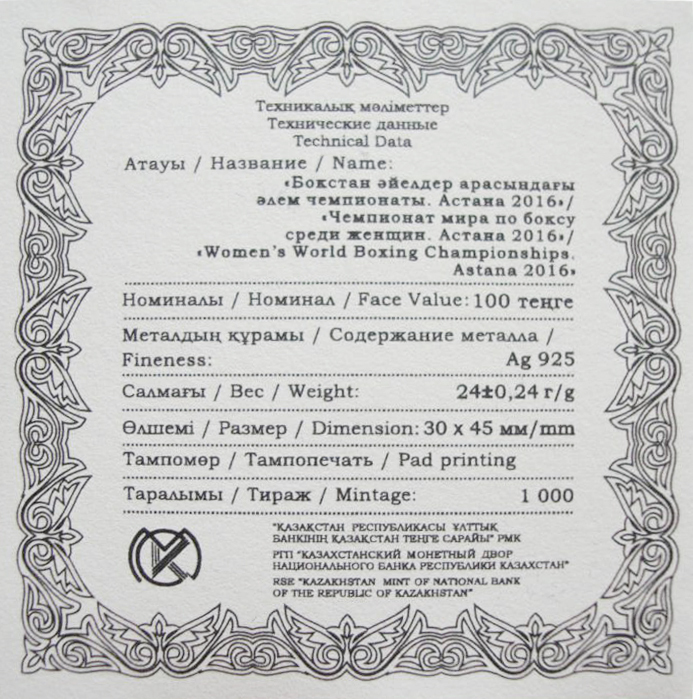 Техникалық мәліметтер
Технические данные
Technical Data
Атауы / Название / Name:
«Бокстан әйелдер арасындағы
әлем чемпионаты. Астана 2016»/
«Чемпионат мира по боксу
среди женщин. Астана 2016»/
«Women's World Boxing Championships.
Astana 2016»
Номиналы / Номинал / Face Value: 100 теңге
Металдың құрамы / Содержание металла /
Fineness: Ag 925
Салмағы / Вес / Weight: 24±0,24 г/g
Өлшемі / Размер / Dimension: 30 x 45 мм/mm
Тампомөр / Тампопечать / Pad printing
Таралымы / Тираж / Mintage: 1 000
"ҚАЗАҚСТАН РЕСПУБЛИКАСЫ ҰЛТТЫҚ
БАНКІНІҢ ҚАЗАҚСТАН ТЕҢГЕ САРАЙЫ" РМК
РГП "КАЗАХСТАНСКИЙ МОНЕТНЫЙ ДВОР
НАЦИОНАЛЬНОГО БАНКА РЕСПУБЛИКИ КАЗАХСТАН"
RSE "KAZAKHSTAN MINT OF NATIONAL BANK
OF THE REPUBLIC OF KAZAKHSTAN"